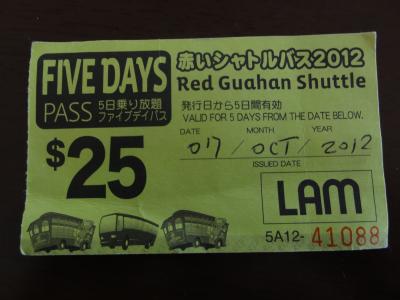 FIVE DAYS
PASS 5日乗り放題
ファイブデイパス
$25
赤いシャトルバス2012
Red Guahan Shuttle
発行日から5日間有効
VALID FOR 5 DAYS FROM THE DATE BELOW.
DATE MONTH YEAR
017 / OCT / 2012
ISSUED DATE
LAM
5A12-41088